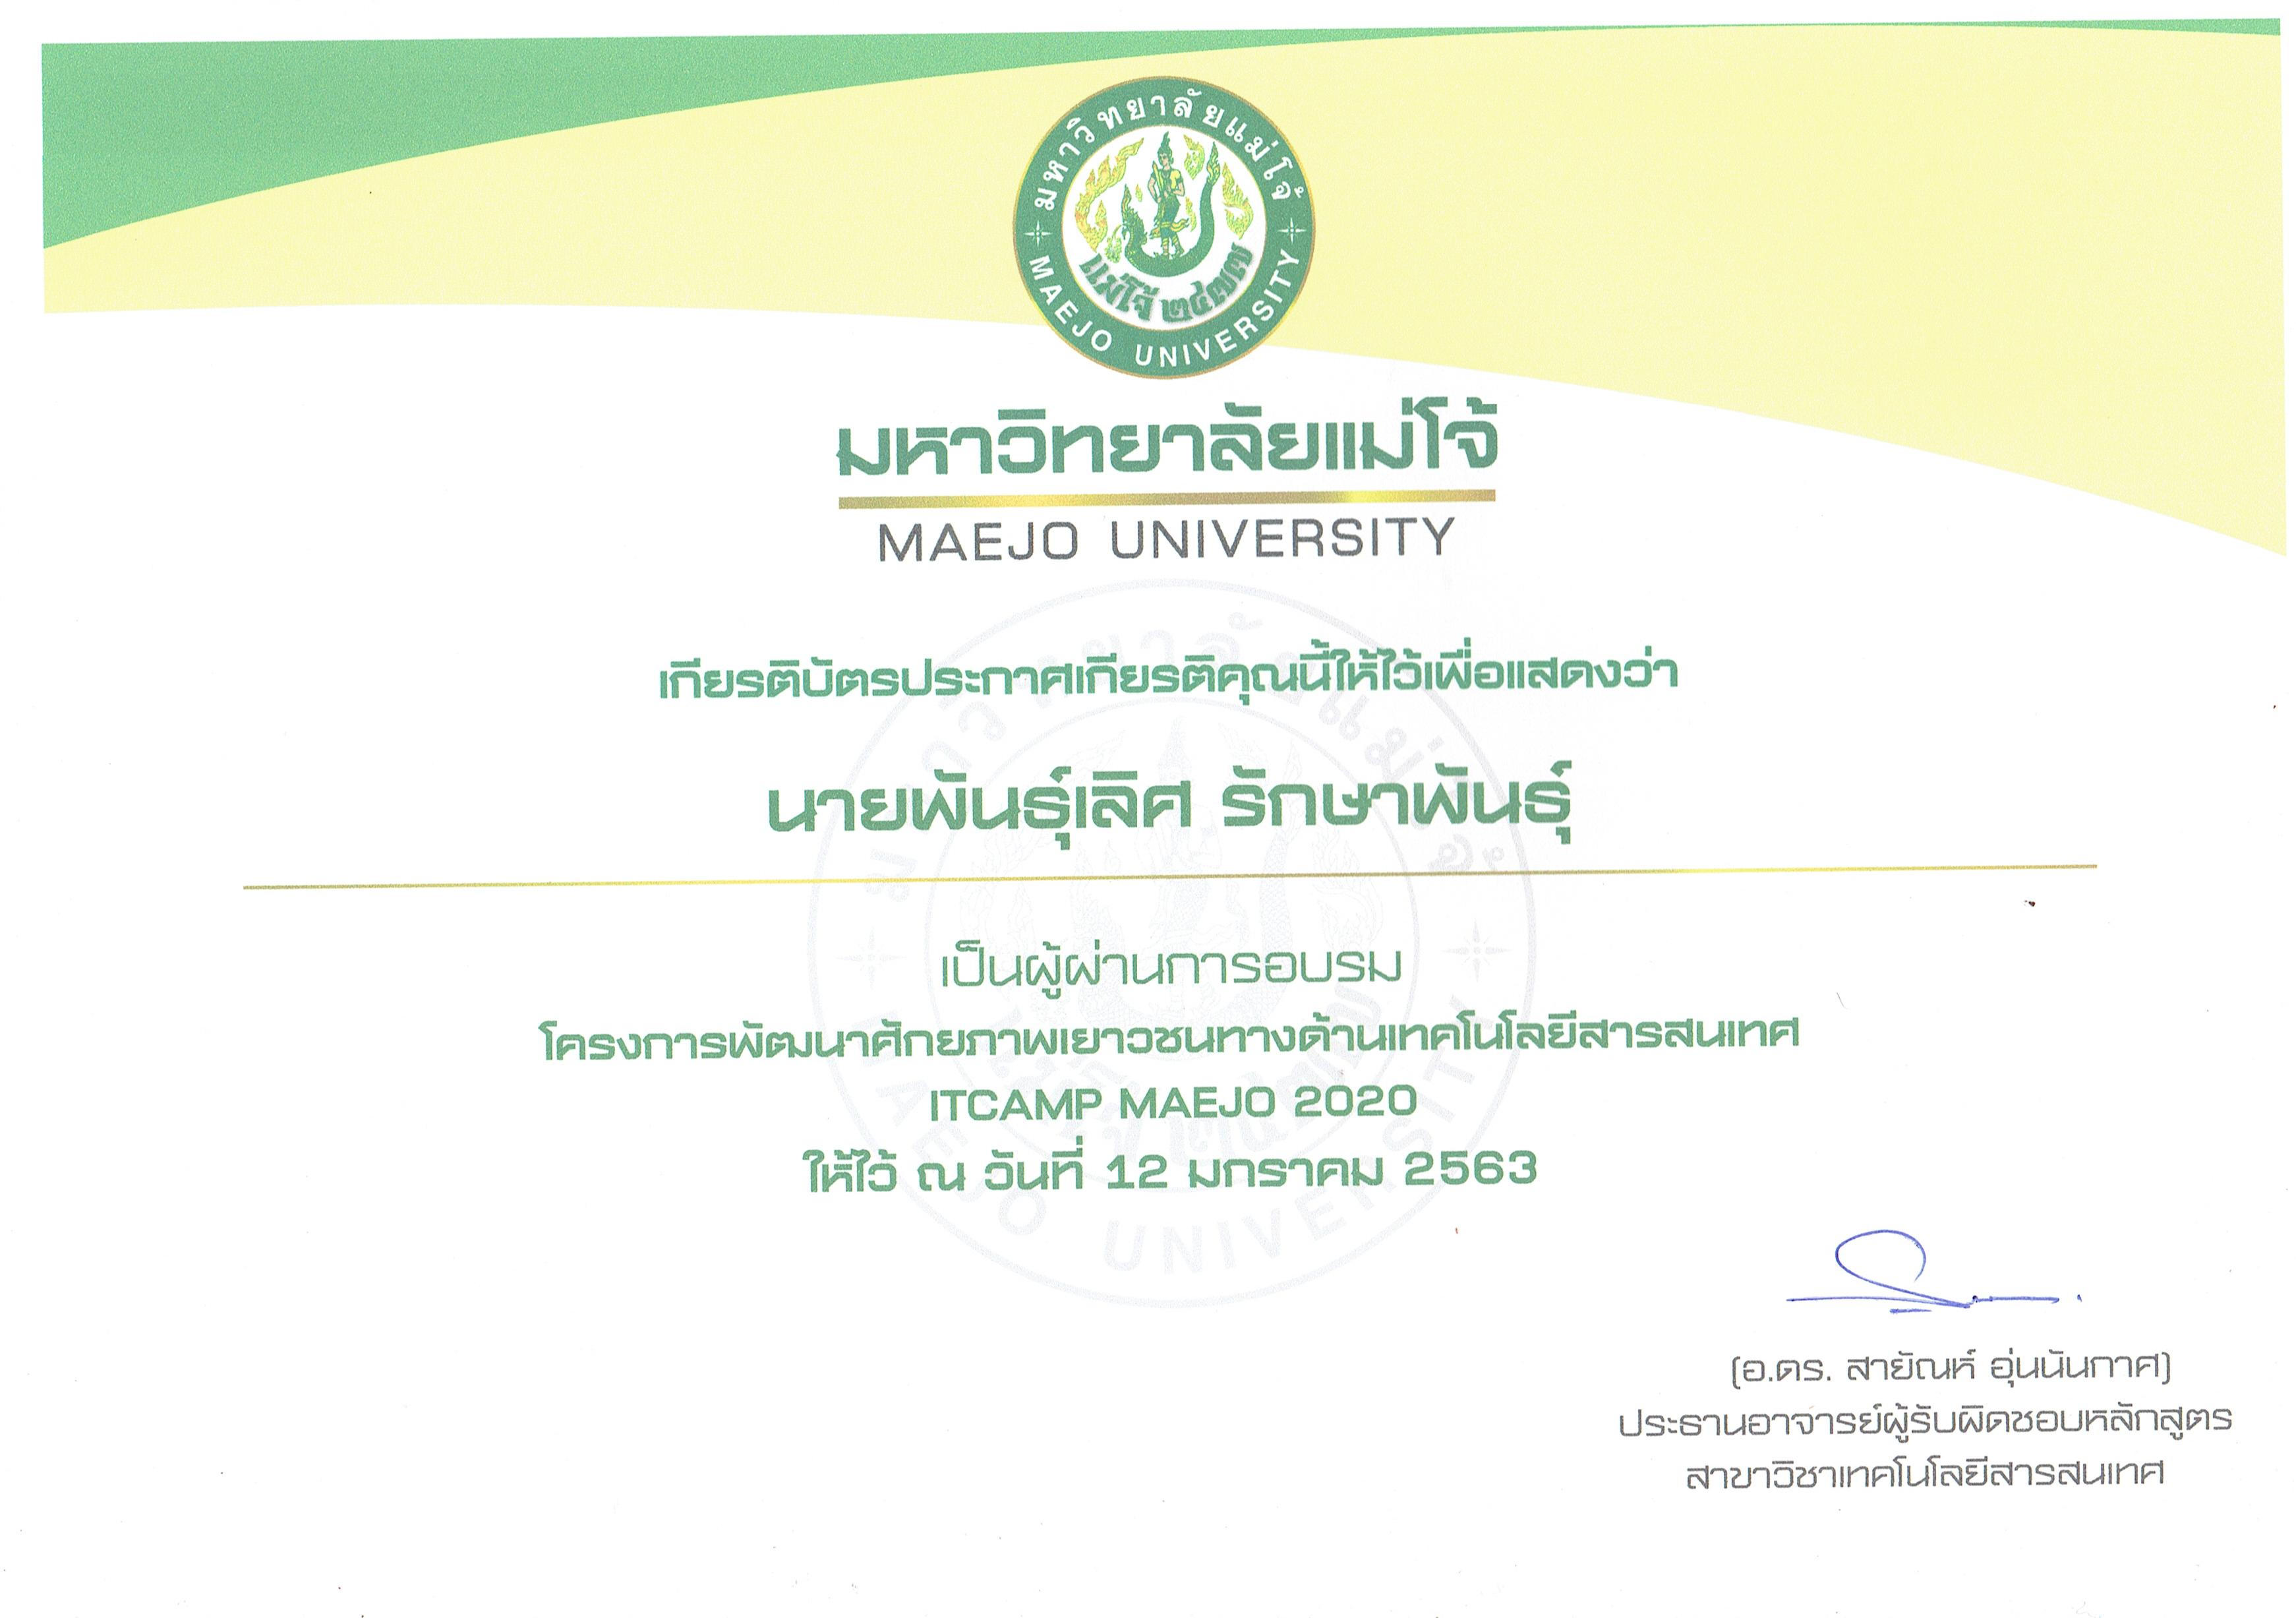 มหาวิทยาลัยแม่โจ้
MAEJO UNIVERSITY
แม่โจ้ ๒๔๗๗
มหาวิทยาลัยแม่โจ้
MAEJO UNIVERSITY
เกียรติบัตรประกาศเกียรติคุณนี้ให้ไว้เพื่อแสดงว่า
นายพันธุ์เลิศ รักษาพันธุ์
เป็นผู้ผ่านการอบรม
โครงการพัฒนาศักยภาพเยาวชนทางด้านเทคโนโลยีสารสนเทศ
ITCAMP MAEJO 2020
ให้ไว้ ณ วันที่ 12 มกราคม 2563
(อ.ดร. สายัณห์ อุ่นนันกาศ)
ประธานอาจารย์ผู้รับผิดชอบหลักสูตร
สาขาวิชาเทคโนโลยีสารสนเทศ